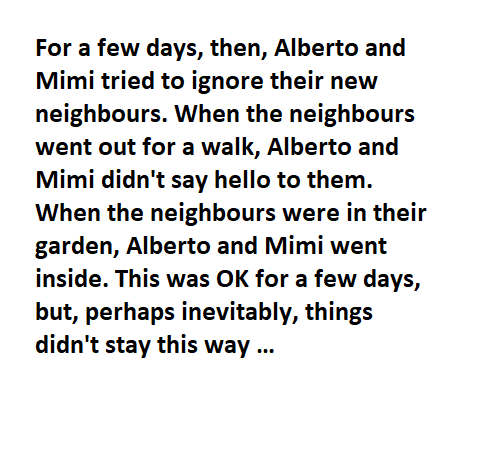 For a few days, then, Alberto and
Mimi tried to ignore their new
neighbours. When the neighbours
went out for a walk, Alberto and
Mimi didn't say hello to them.
When the neighbours were in their
garden, Alberto and Mimi went
inside. This was OK for a few days,
but, perhaps inevitably, things
didn't stay this way …